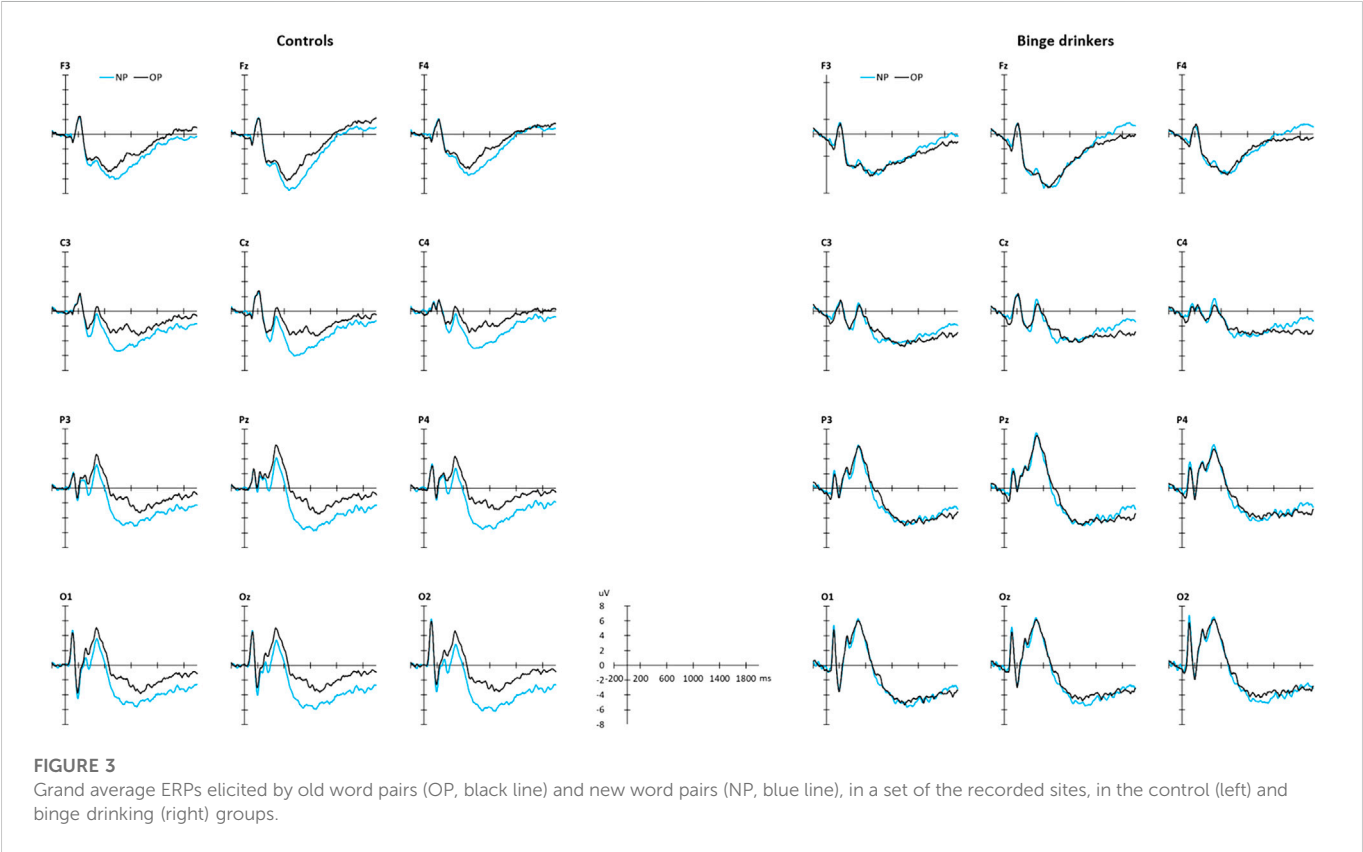 Controls Binge drinkers
F3 NP OP Fz F4 F3 NP OP Fz F4
C3 Cz C4 C3 Cz C4
P3 Pz P4 P3 Pz P4
O1 Oz O2 O1 Oz O2
uV
8
6
4
2
0
-2 -200 200 600 1000 1400 1800 ms
-4
-6
-8
FIGURE 3
Grand average ERPs elicited by old word pairs (OP, black line) and new word pairs (NP, blue line), in a set of the recorded sites, in the control (left) and
binge drinking (right) groups.